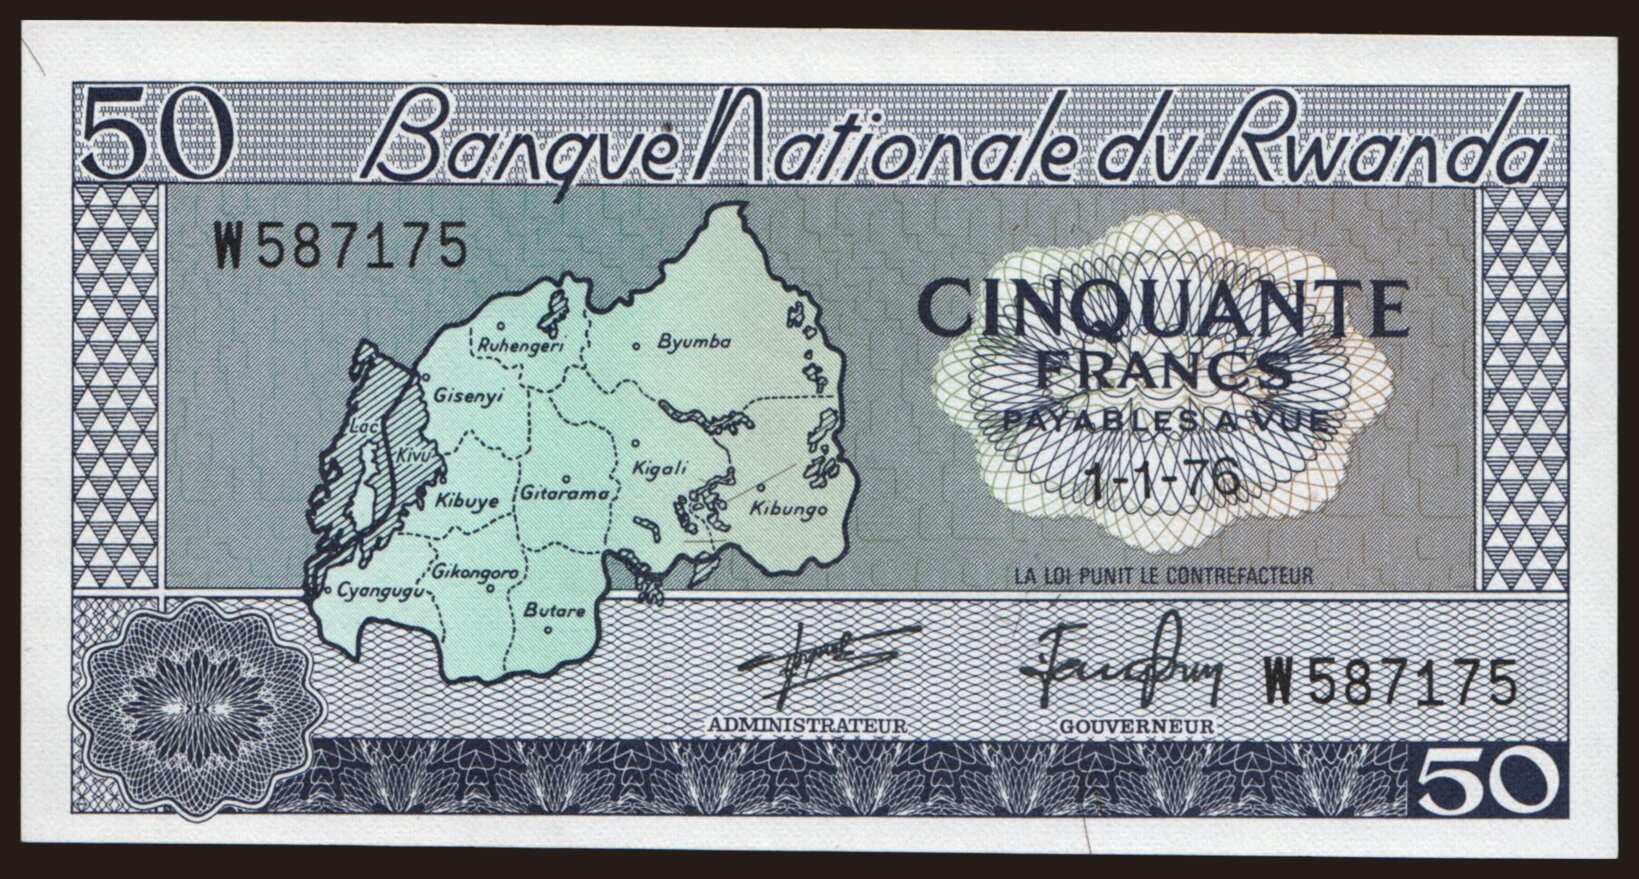 50 Banque Nationale du Rwanda
W587175
CINQUANTE
FRANCS
PAYABLES A VUE
1-1-76
Ruhengeri
Byumba
Gisenyi
Lac
Kivu
Kigali
Kibuye
Gitarama
Kibungo
Gikongoro
Cyangugu
Butare
LA LOI PUNIT LE CONTREFACTEUR
W587175
ADMINISTRATEUR
GOUVERNEUR
50